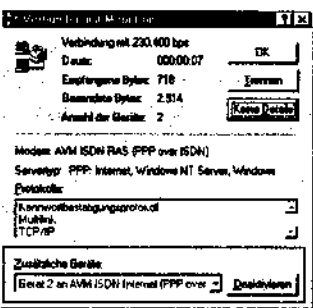 Verbindung mit 230.400 bps
Dauer: 000:00:07
OK
Empfangene Bytes: 718
Trennen
Gesendete Bytes: 2.514
Anzahl der Geräte: 2
Keine Details
Modem: AVM ISDN RAS (PPP over ISDN)
Servertyp: PPP: Internet, Windows NT Server, Windows
Protokolle:
Multilink
TCP/IP
Zusätzliche Geräte:
Gerät 2 an AVM ISDN Internet (PPP over
Deaktivieren